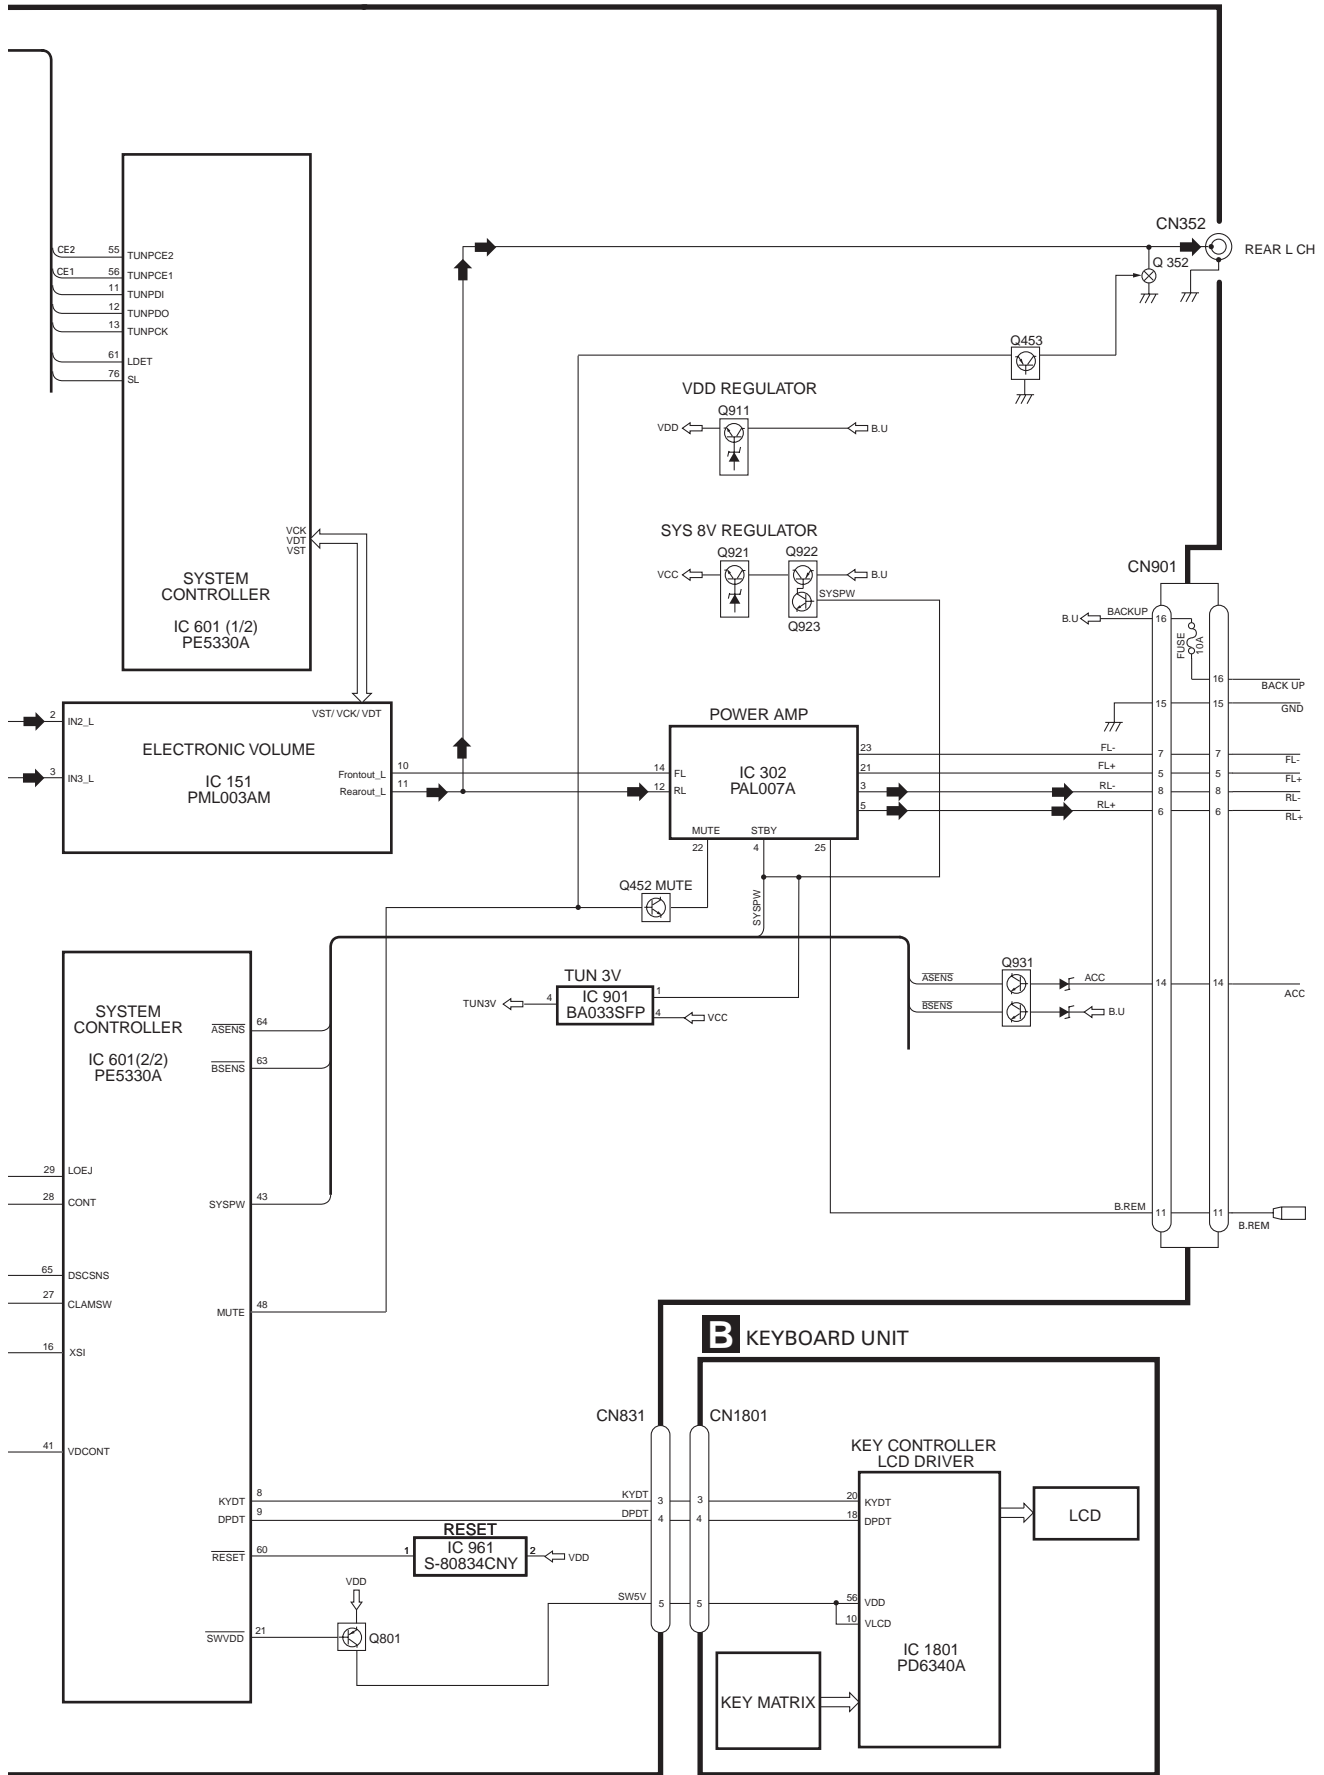 CN352
REAR L CH
Q 352
CE2 55 TUNPCE2
CE1 56 TUNPCE1
11 TUNPDI
12 TUNPDO
13 TUNPCK
61 LDET
76 SL
Q453
VDD REGULATOR
Q911
VDD
B.U
VCK
VDT
VST
SYS 8V REGULATOR
Q921
Q922
VCC
B.U
SYSPW
Q923
SYSTEM
CONTROLLER
IC 601 (1/2)
PE5330A
CN901
B.U
BACKUP
16
FUSE
10A
16
BACK UP
15
15
GND
VST/ VCK/ VDT
2 IN2_L
3 IN3_L
ELECTRONIC VOLUME
IC 151
PML003AM
Frontout_L 10
Rearout_L 11
POWER AMP
14 FL
12 RL
IC 302
PAL007A
MUTE
STBY
22
4
25
23
FL-
7
7
FL-
21
FL+
5
5
FL+
3
RL-
8
8
RL-
5
RL+
6
6
RL+
Q452 MUTE
SYSPW
TUN 3V
TUN3V
4
IC 901
BA033SFP
1
4
VCC
ASENS
Q931
ACC
14
14
ACC
BSENS
B.U
SYSTEM
CONTROLLER
IC 601(2/2)
PE5330A
ASENS 64
BSENS 63
29 LOEJ
28 CONT
SYSPW 43
65 DSCSNS
27 CLAMSW
MUTE 48
16 XSI
41 VDCONT
KYDT 8
DPDT 9
RESET 60
SWVDD 21
B.REM
11
11
B.REM
B KEYBOARD UNIT
CN831
CN1801
KYDT
3
3
DPDT
4
4
SW5V
5
5
RESET
1
IC 961
S-80834CNY
2
VDD
VDD
Q801
KEY CONTROLLER
LCD DRIVER
20 KYDT
18 DPDT
56 VDD
10 VLCD
IC 1801
PD6340A
LCD
KEY MATRIX